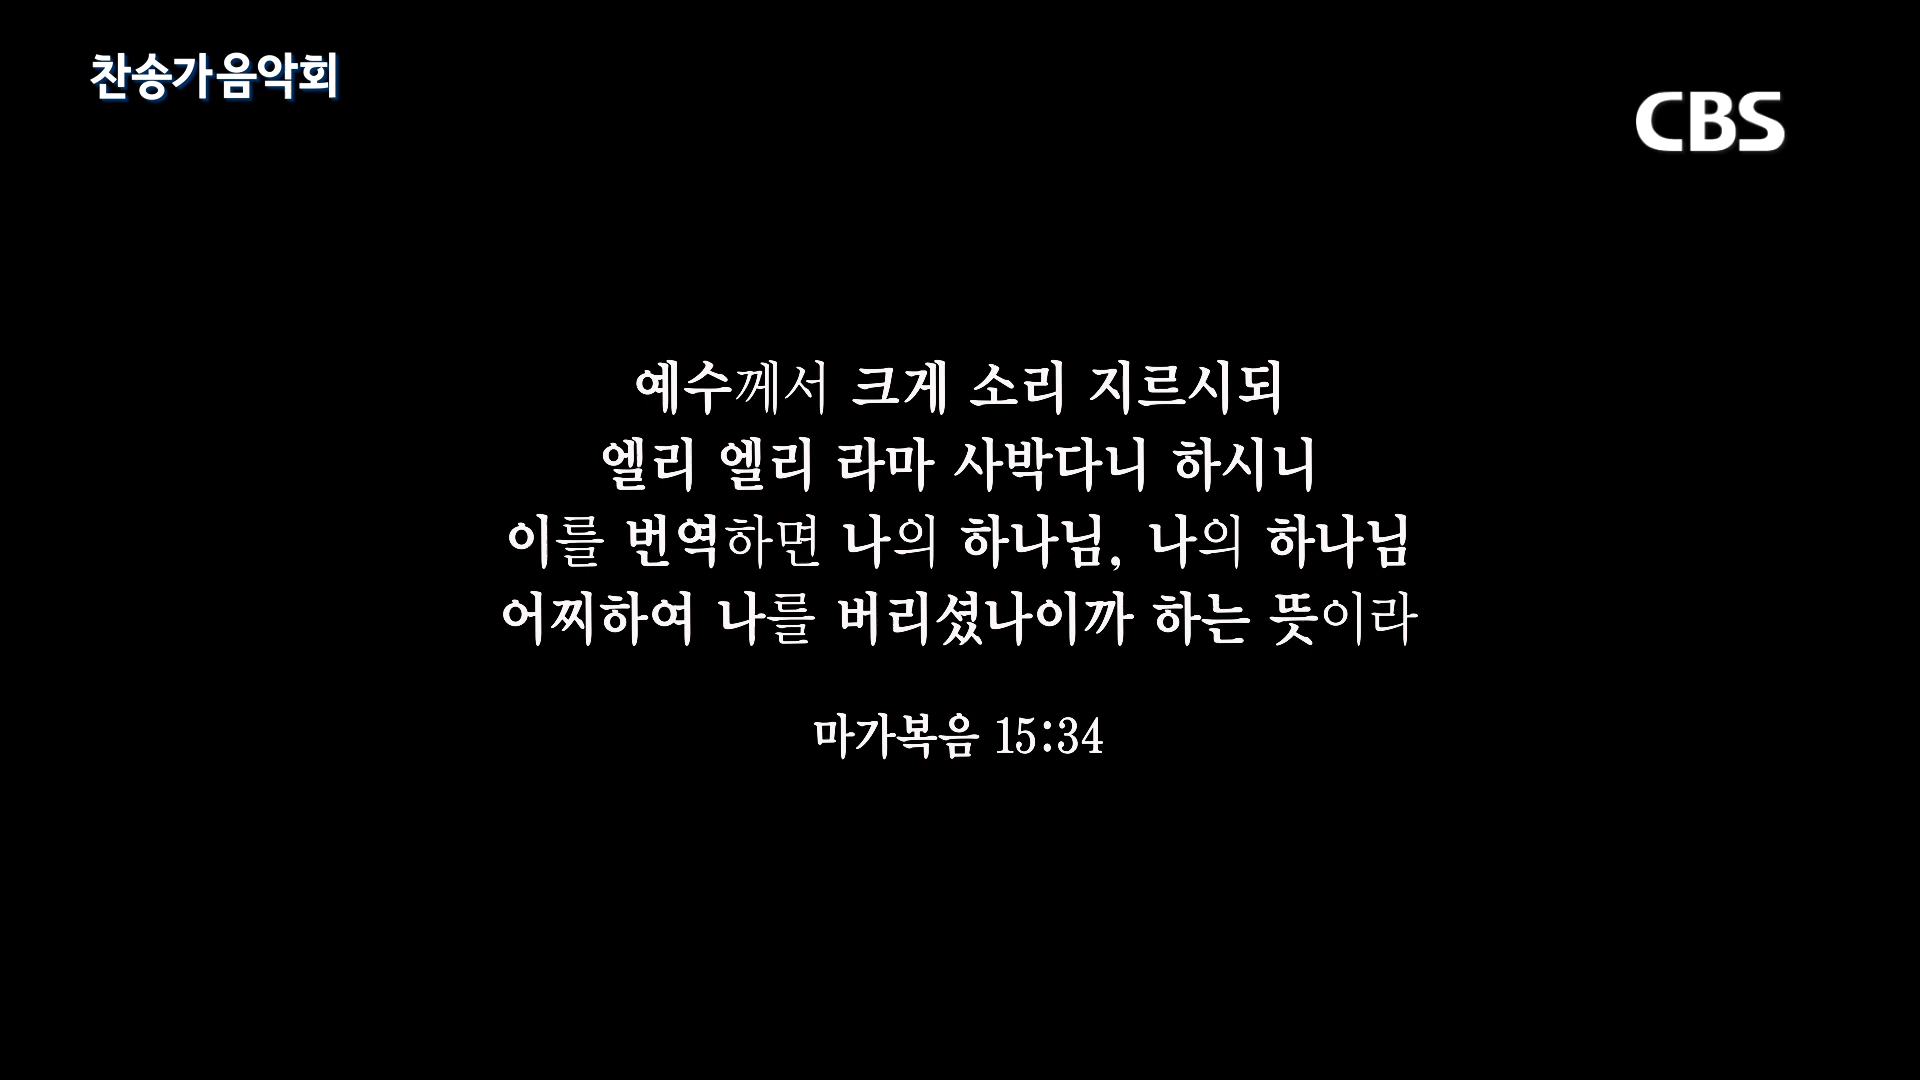 찬송가음악회
CBS
예수께서 크게 소리 지르시되
엘리 엘리 라마 사박다니 하시니
이를 번역하면 나의 하나님, 나의 하나님
어찌하여 나를 버리셨나이까 하는 뜻이라
마가복음 15:34